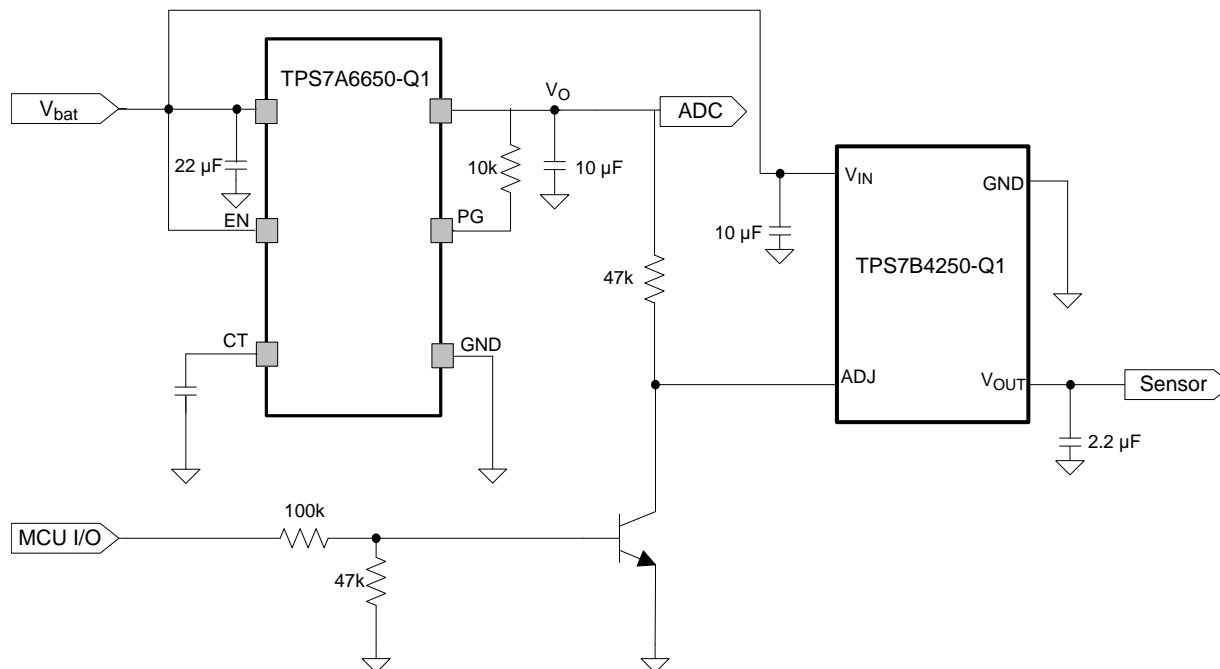 TPS7A6650-Q1
V_O
V_bat
ADC
22 µF
10k
10 µF
V_IN
GND
EN
PG
10 µF
TPS7B4250-Q1
47k
CT
GND
ADJ
V_OUT
Sensor
2.2 µF
100k
MCU I/O
47k